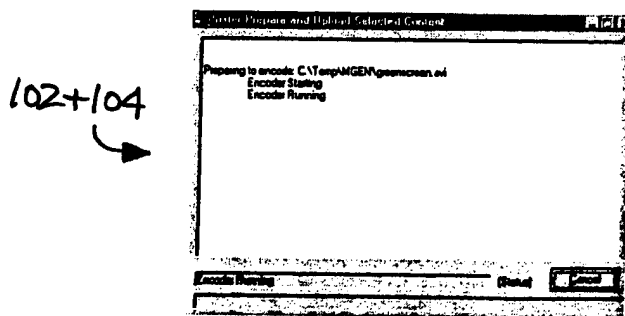 Prepare and Upload Selected Content
102+104
Preparing to encode: C:\Temp\MGEN\greenscreen.avi
Encoder Starting
Encoder Running
Encoder Running
[Status]
Cancel